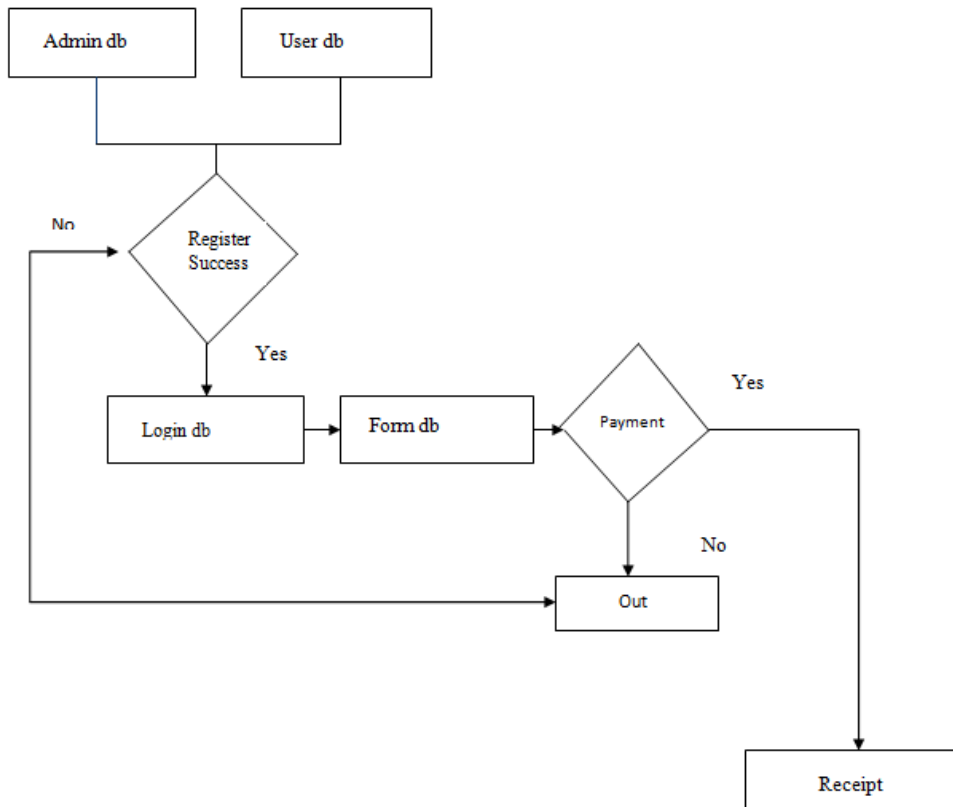 Admin db
User db
No
Register
Success
Yes
Login db
Form db
Payment
Yes
No
Out
Receipt